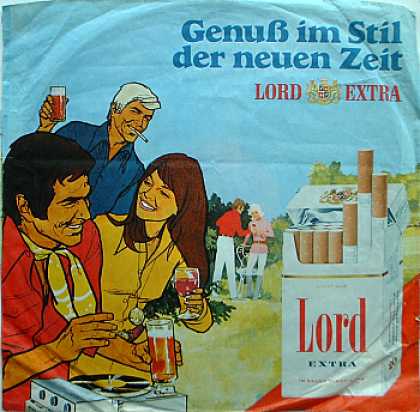 Genuß im Stil
der neuen Zeit
LORD EXTRA
Lord
EXTRA